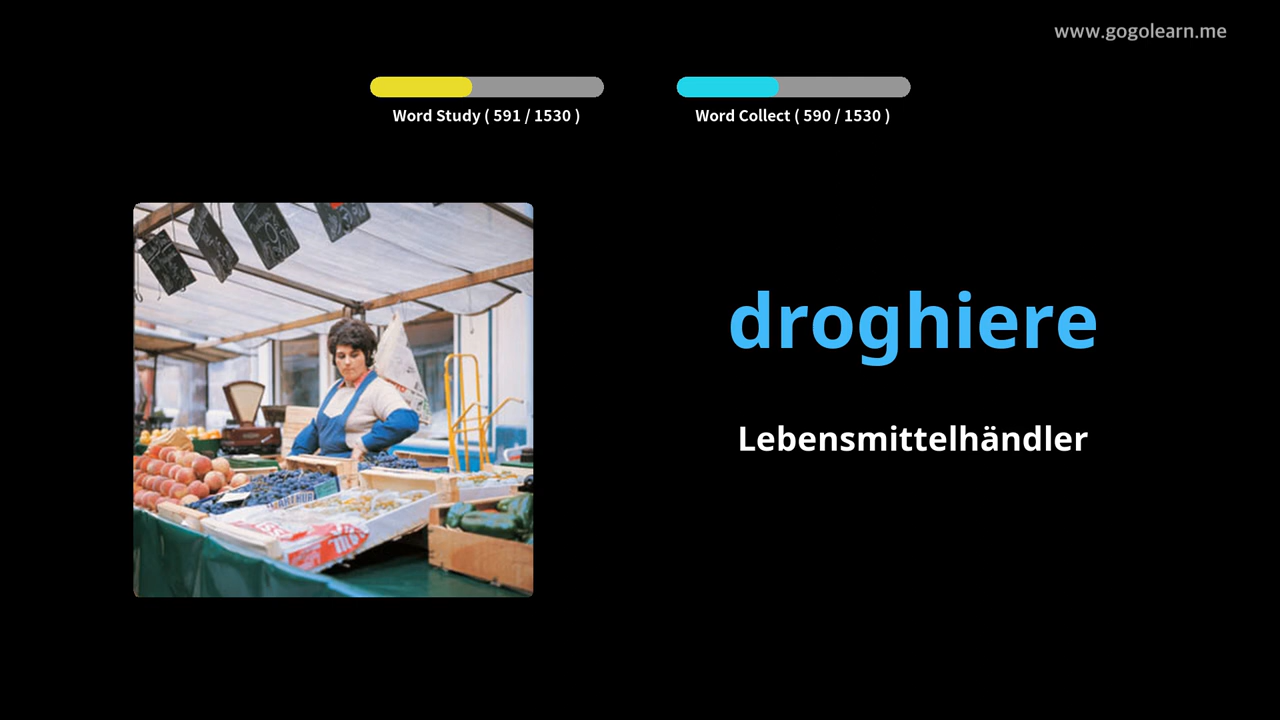 www.gogolearn.me
Word Study ( 591 / 1530 )
Word Collect ( 590 / 1530 )
droghiere
Lebensmittelhändler